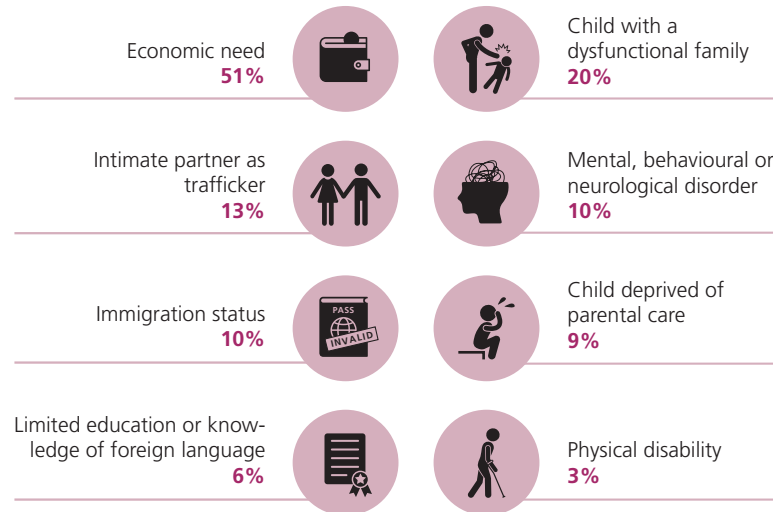 Economic need
51%
Child with a
dysfunctional family
20%
Intimate partner as
trafficker
13%
Mental, behavioural or
neurological disorder
10%
Immigration status
10%
PASS
INVALID
Child deprived of
parental care
9%
Limited education or know-
ledge of foreign language
6%
Physical disability
3%